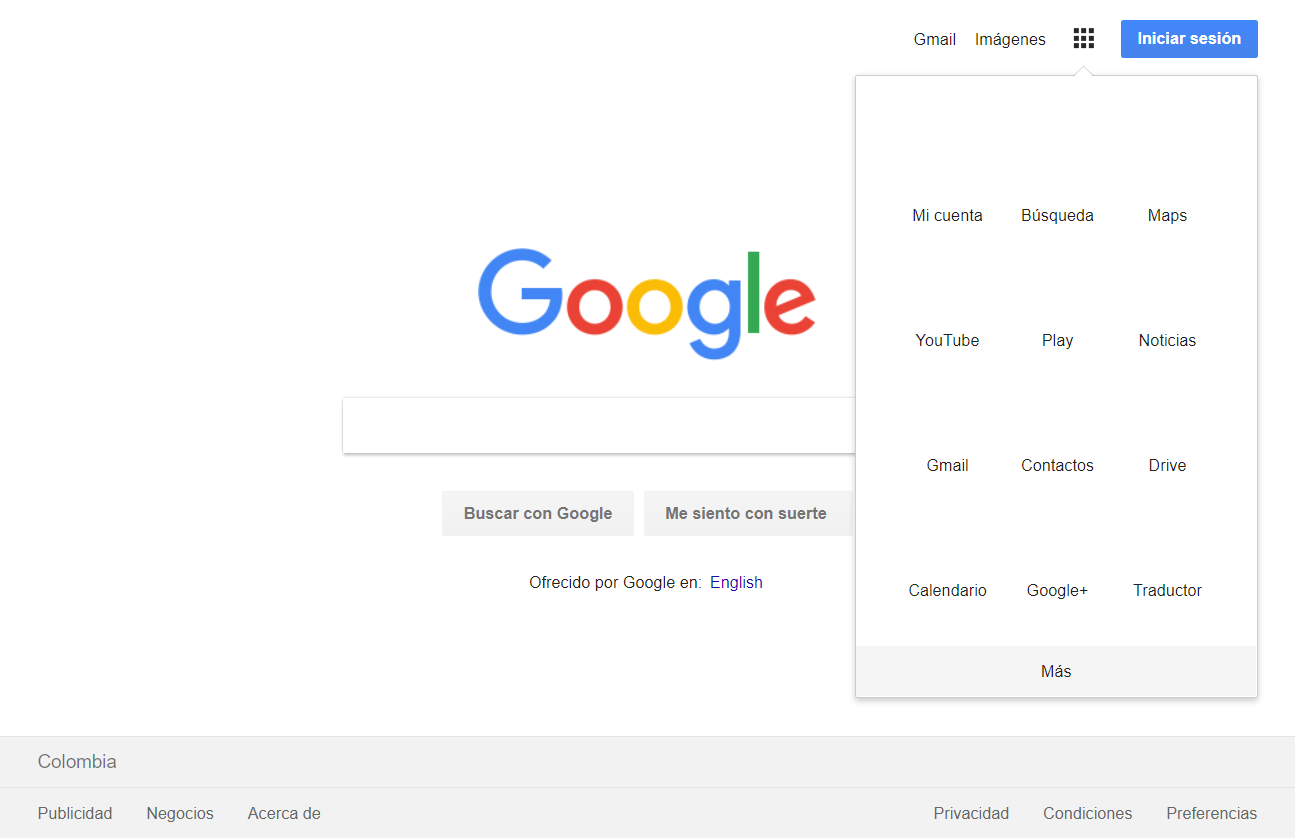 Gmail Imágenes Iniciar sesión
Mi cuenta Búsqueda Maps
Google
YouTube Play Noticias
Gmail Contactos Drive
Buscar con Google Me siento con suerte
Ofrecido por Google en: English
Calendario Google+ Traductor
Más
Colombia
Publicidad Negocios Acerca de Privacidad Condiciones Preferencias